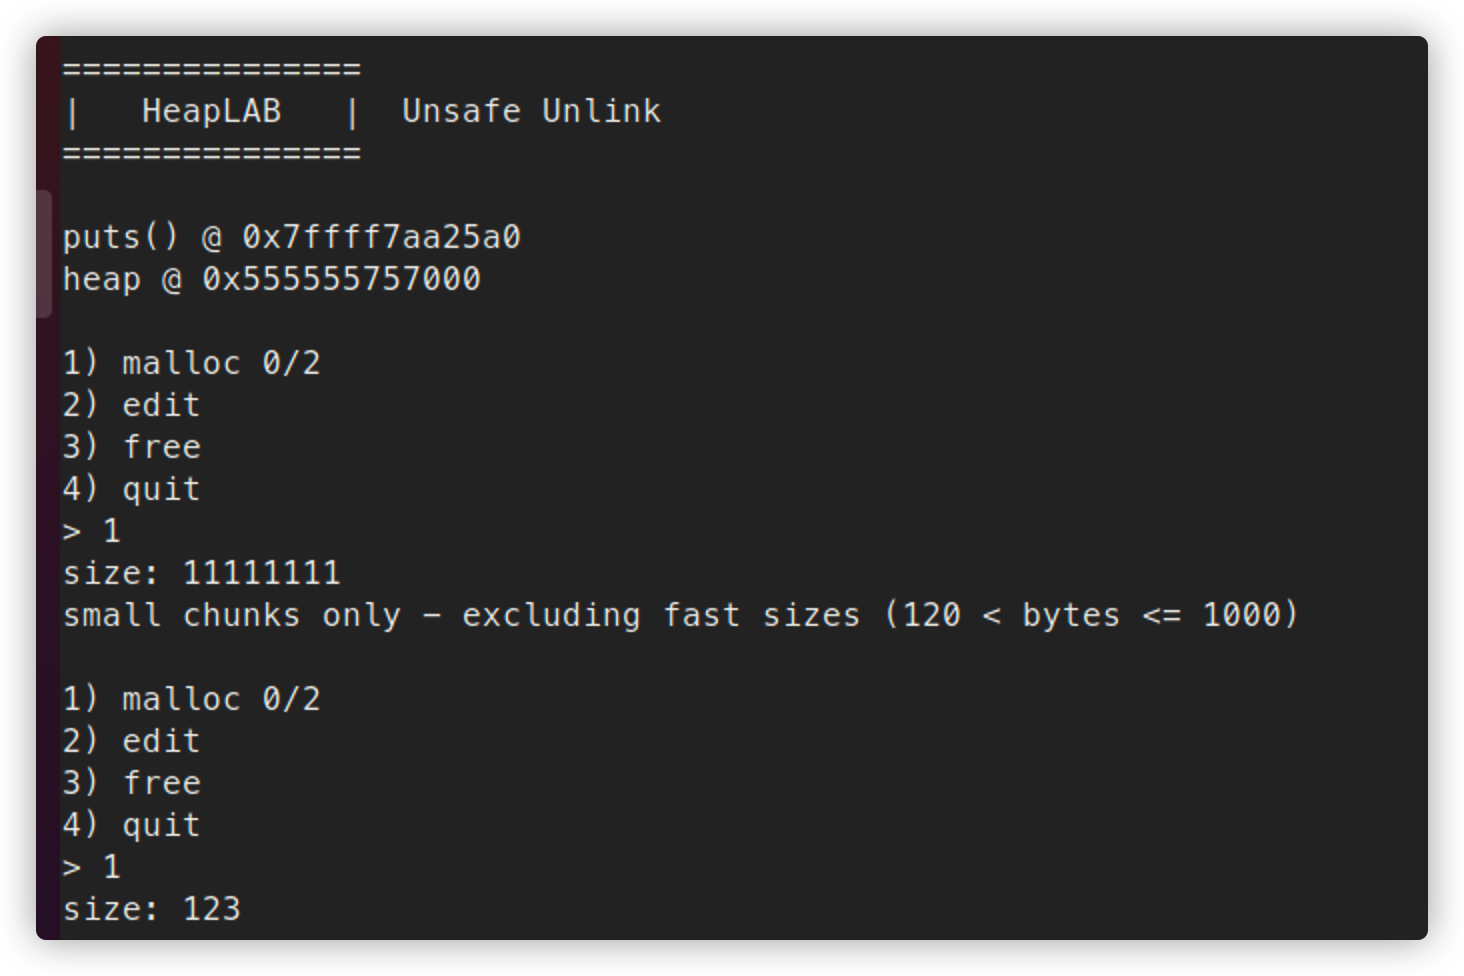 ===============
|   HeapLAB   |  Unsafe Unlink
===============

puts() @ 0x7ffff7aa25a0
heap @ 0x555555757000

1) malloc 0/2
2) edit
3) free
4) quit
> 1
size: 11111111
small chunks only - excluding fast sizes (120 < bytes <= 1000)

1) malloc 0/2
2) edit
3) free
4) quit
> 1
size: 123